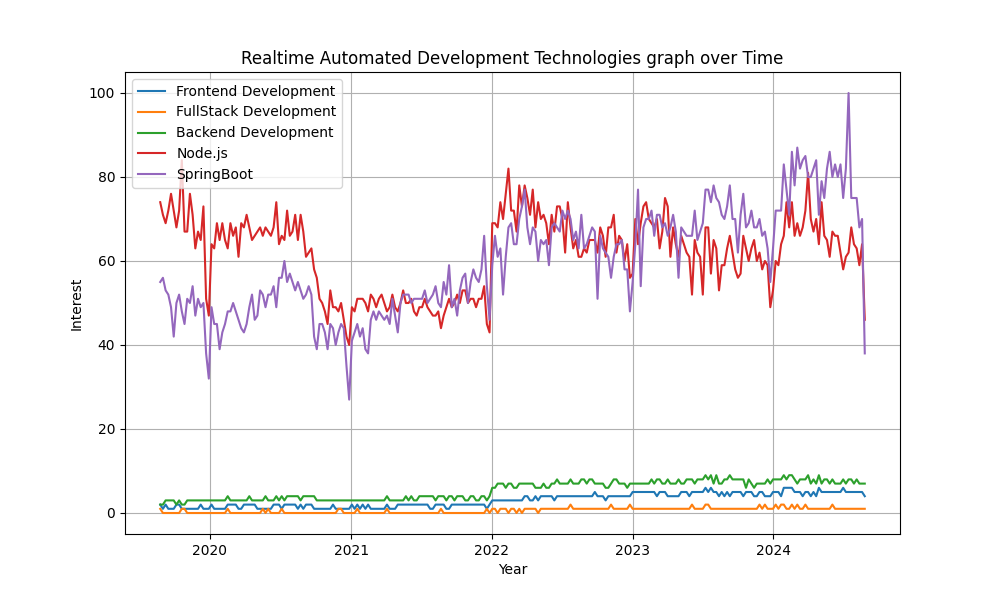 Realtime Automated Development Technologies graph over Time
Frontend Development
FullStack Development
Backend Development
Node.js
SpringBoot
Interest
100
80
60
40
20
0
2020 2021 2022 2023 2024
Year